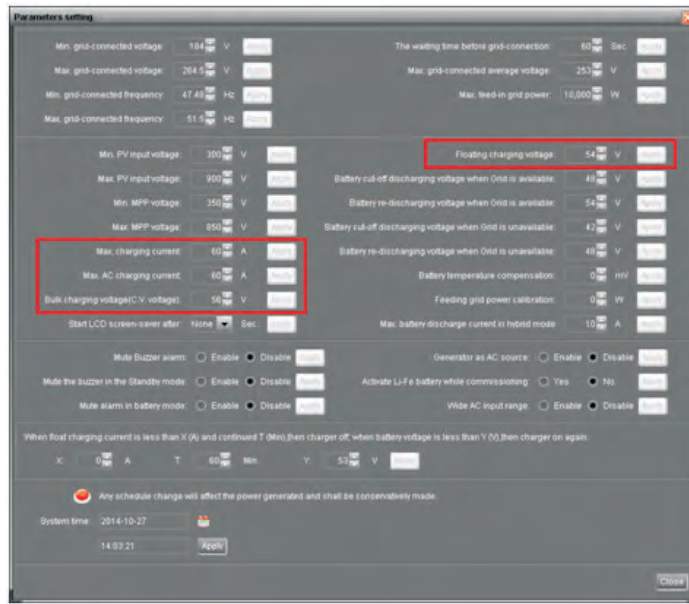 Parameters setting
Min. grid-connected voltage: 184 V Apply
The waiting time before grid-connection: 60 Sec. Apply
Max. grid-connected voltage: 264.5 V Apply
Max. grid-connected average voltage: 253 V Apply
Min. grid-connected frequency: 47.48 Hz Apply
Max. feed-in grid power: 10,000 W Apply
Max. grid-connected frequency: 51.5 Hz Apply
Min. PV input voltage: 300 V Apply
Floating charging voltage: 54 V Apply
Max. PV input voltage: 900 V Apply
Battery cut-off discharging voltage when Grid is available: 48 V Apply
Min. MPP voltage: 350 V Apply
Battery re-discharging voltage when Grid is available: 54 V Apply
Max. MPP voltage: 850 V Apply
Battery cut-off discharging voltage when Grid is unavailable: 42 V Apply
Max. charging current: 60 A Apply
Battery re-discharging voltage when Grid is unavailable: 48 V Apply
Max. AC charging current: 60 A Apply
Battery temperature compensation: 0 mV Apply
Bulk charging voltage(C.V. voltage): 56 V Apply
Feeding grid power calibration: 0 W Apply
Start LCD screen-saver after: None Sec. Apply
Max. battery discharge current in hybrid mode: 10 A Apply
Mute Buzzer alarm: Enable Disable Apply
Generator as AC source: Enable Disable Apply
Mute the buzzer in the Standby mode: Enable Disable Apply
Activate Li-Fe battery while commissioning: Yes No Apply
Mute alarm in battery mode: Enable Disable Apply
Wide AC input range: Enable Disable Apply
When float charging current is less than X (A) and continued T (Min),then charger off, when battery voltage is less than Y (V),then charger on again:
X: 0 A T: 60 Min. Y: 53 V Apply
Any schedule change will affect the power generated and shall be conservatively made.
System time: 2014-10-27
14:03:21 Apply
Close